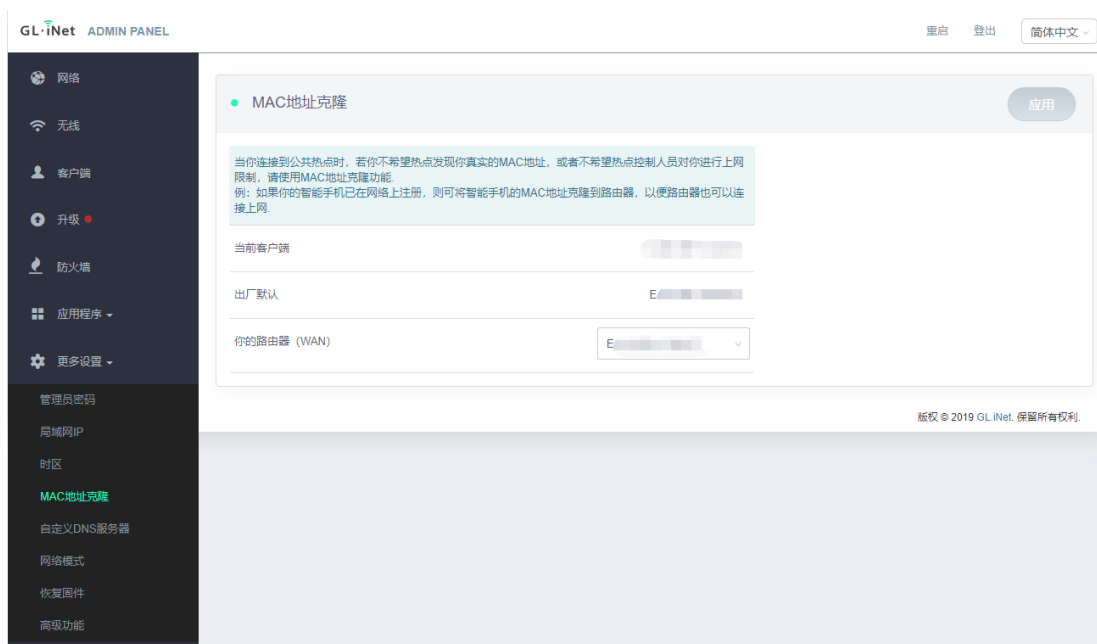 GL·iNet ADMIN PANEL
重启 登出 简体中文
网络
无线
客户端
升级
防火墙
应用程序
更多设置
管理员密码
局域网IP
时区
MAC地址克隆
自定义DNS服务器
网络模式
恢复固件
高级功能
MAC地址克隆
应用
当你连接到公共热点时，若你不希望热点发现你真实的MAC地址，或者不希望热点控制人员对你进行上网
限制，请使用MAC地址克隆功能.
例：如果你的智能手机已在网络上注册，则可将智能手机的MAC地址克隆到路由器，以便路由器也可以连
接上网.
当前客户端
出厂默认
你的路由器（WAN）
版权 © 2019 GL.iNet. 保留所有权利.